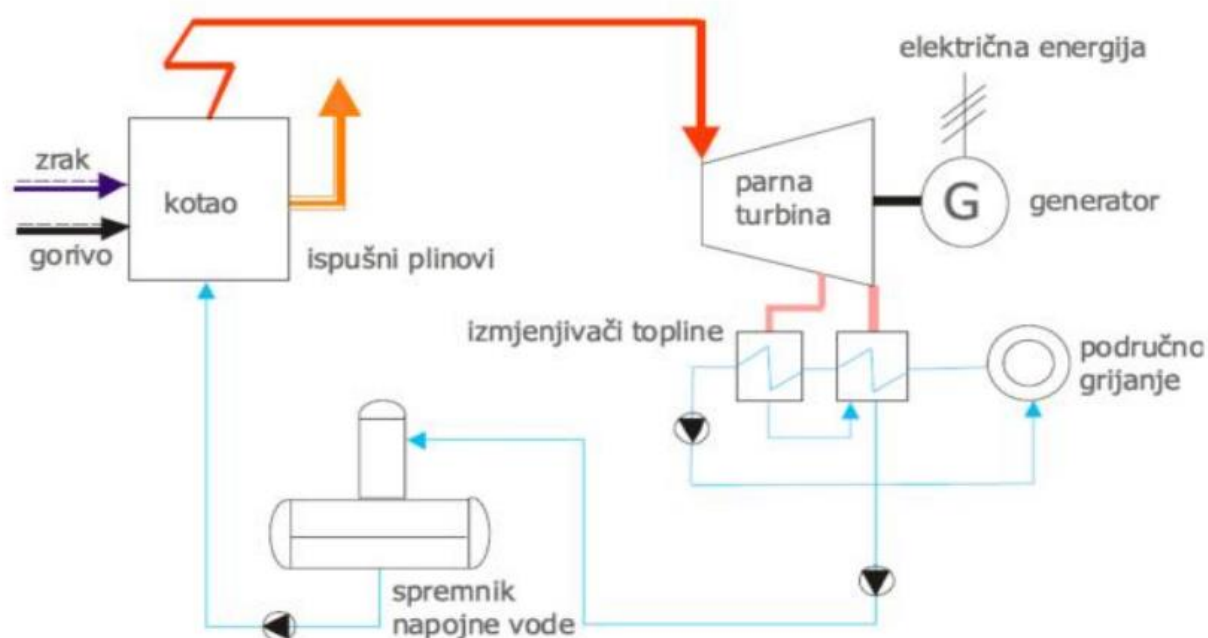 električna energija
zrak
kotao
gorivo
ispušni plinovi
parna
turbina
G
generator
izmjenjivači topline
područno
grijanje
spremnik
napojne vode